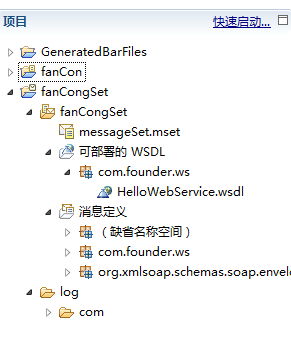 项目
快速启动...
GeneratedBarFiles
fanCon
fanCongSet
fanCongSet
messageSet.mset
可部署的 WSDL
com.founder.ws
HelloWebService.wsdl
消息定义
（缺省名称空间）
com.founder.ws
org.xmlsoap.schemas.soap.envel
log
com